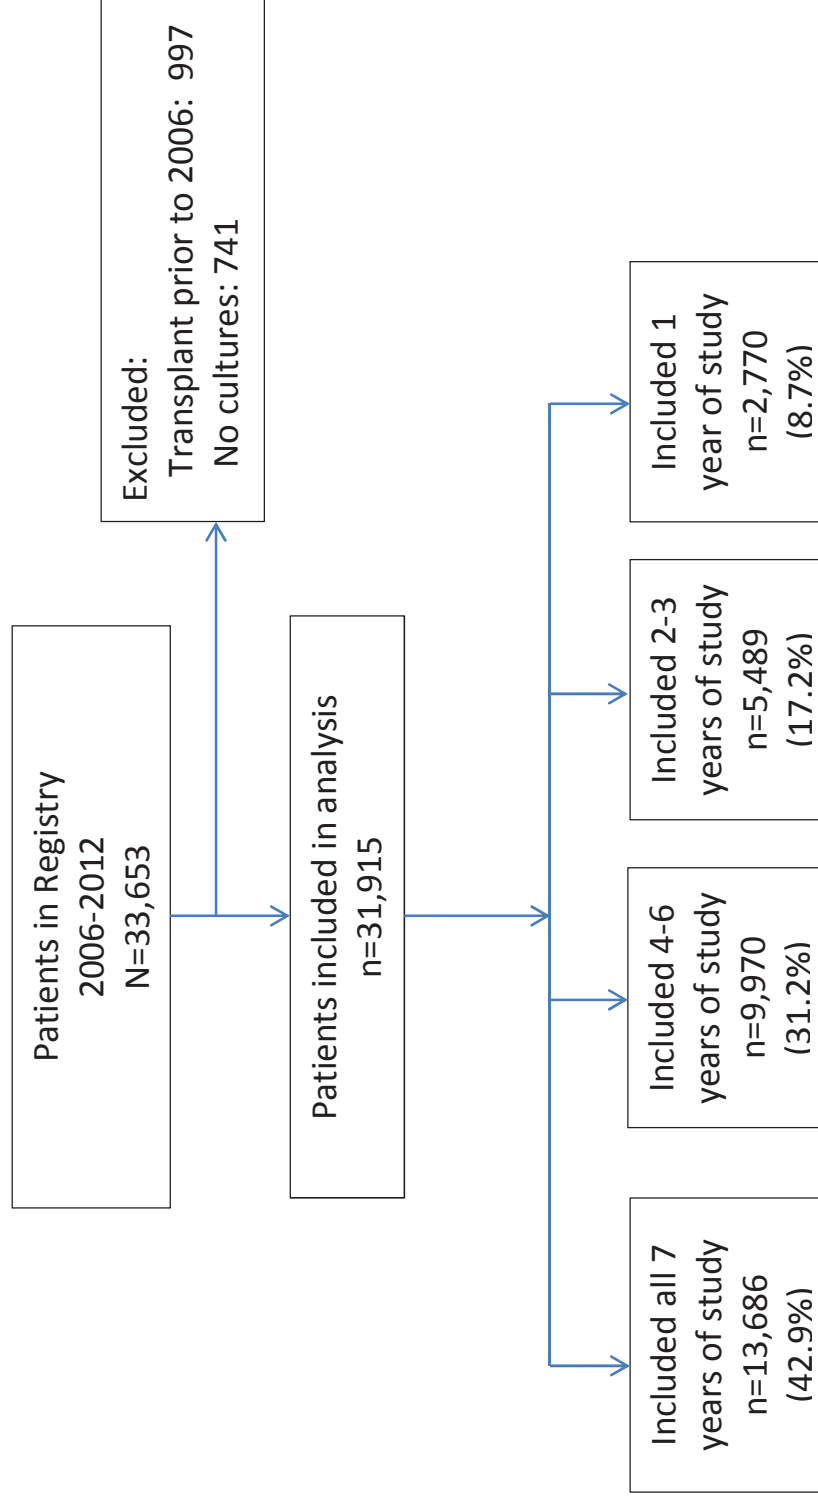 Patients in Registry
2006-2012
N=33,653
Excluded:
Transplant prior to 2006: 997
No cultures: 741
Patients included in analysis
n=31,915
Included all 7
years of study
n=13,686
(42.9%)
Included 4-6
years of study
n=9,970
(31.2%)
Included 2-3
years of study
n=5,489
(17.2%)
Included 1
year of study
n=2,770
(8.7%)